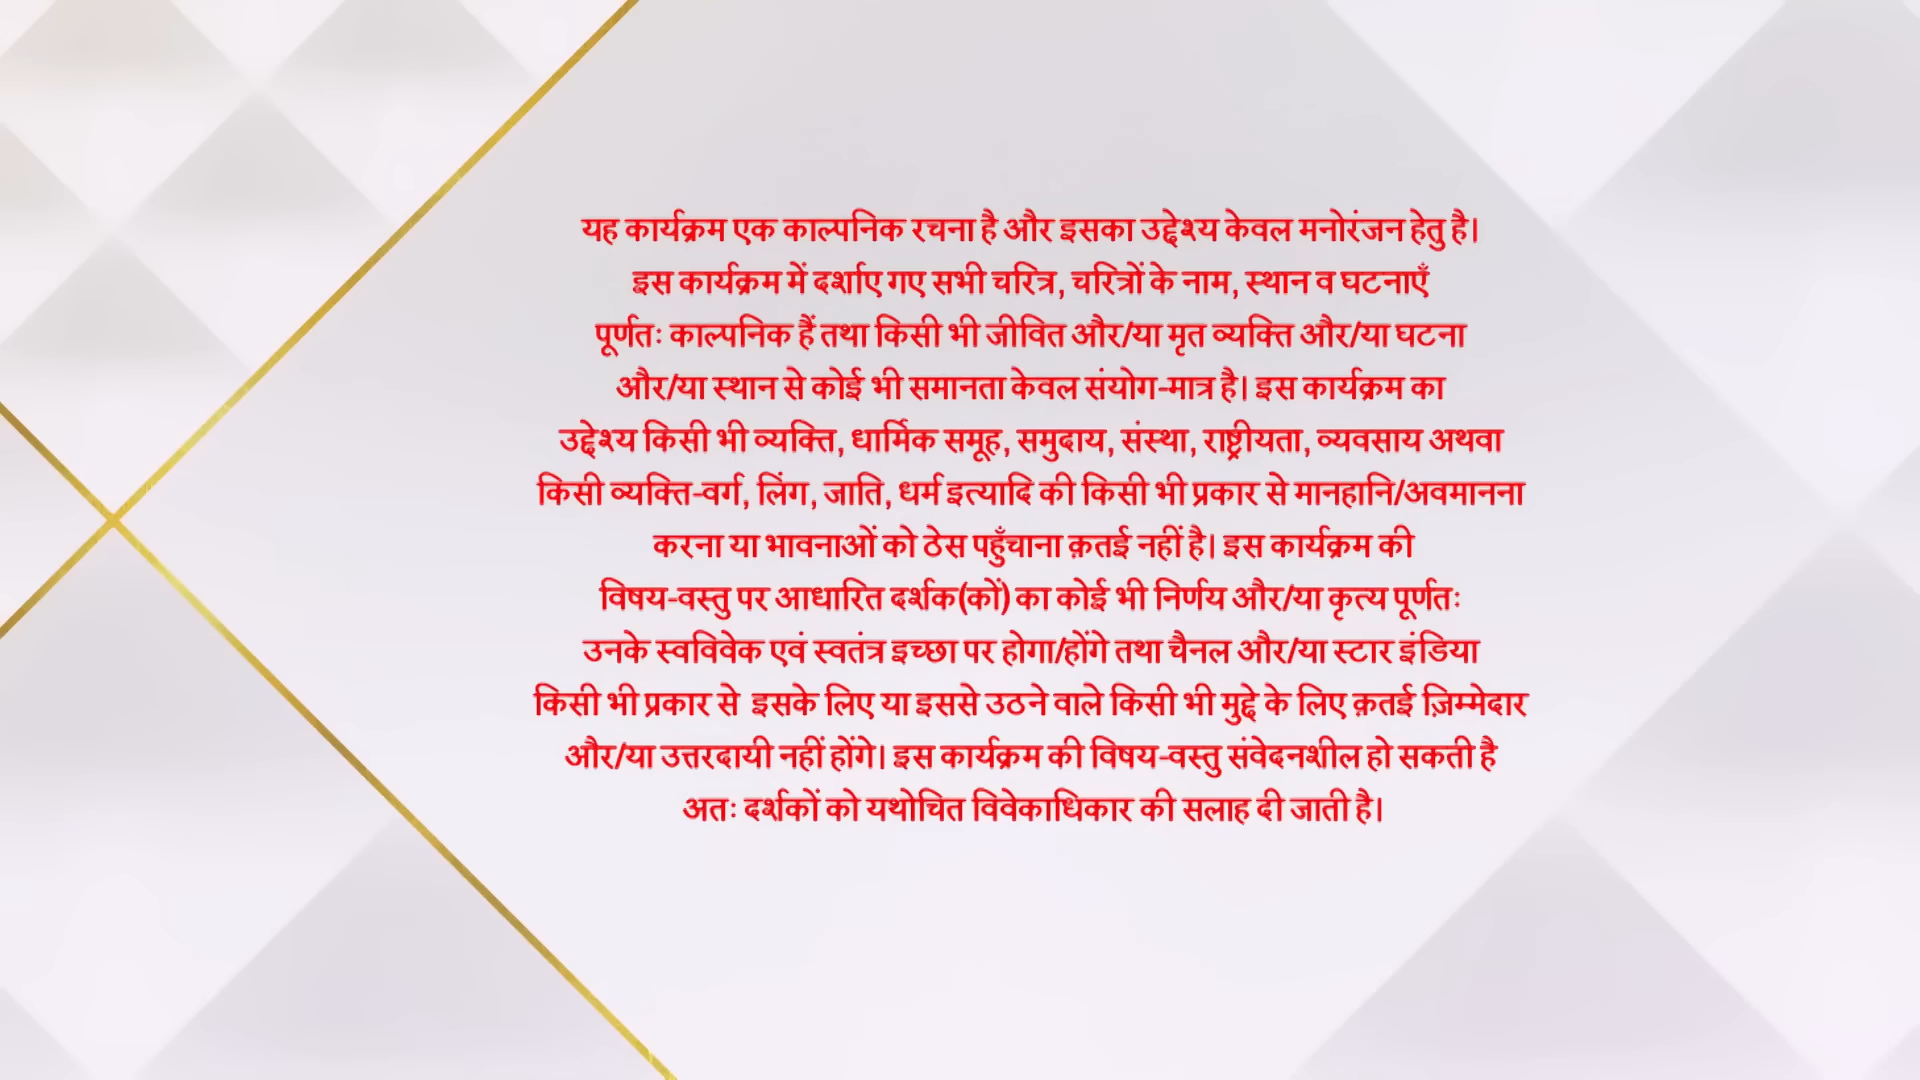 यह कार्यक्रम एक काल्पनिक रचना है और इसका उद्देश्य केवल मनोरंजन हेतु है।
इस कार्यक्रम में दर्शाए गए सभी चरित्र, चरित्रों के नाम, स्थान व घटनाएँ
पूर्णतः काल्पनिक हैं तथा किसी भी जीवित और/या मृत व्यक्ति और/या घटना
और/या स्थान से कोई भी समानता केवल संयोग-मात्र है। इस कार्यक्रम का
उद्देश्य किसी भी व्यक्ति, धार्मिक समूह, समुदाय, संस्था, राष्ट्रीयता, व्यवसाय अथवा
किसी व्यक्ति-वर्ग, लिंग, जाति, धर्म इत्यादि की किसी भी प्रकार से मानहानि/अवमानना
करना या भावनाओं को ठेस पहुँचाना क़तई नहीं है। इस कार्यक्रम की
विषय-वस्तु पर आधारित दर्शक(कों) का कोई भी निर्णय और/या कृत्य पूर्णतः
उनके स्वविवेक एवं स्वतंत्र इच्छा पर होगा/होंगे तथा चैनल और/या स्टार इंडिया
किसी भी प्रकार से इसके लिए या इससे उठने वाले किसी भी मुद्दे के लिए क़तई ज़िम्मेदार
और/या उत्तरदायी नहीं होंगे। इस कार्यक्रम की विषय-वस्तु संवेदनशील हो सकती है
अतः दर्शकों को यथोचित विवेकाधिकार की सलाह दी जाती है।